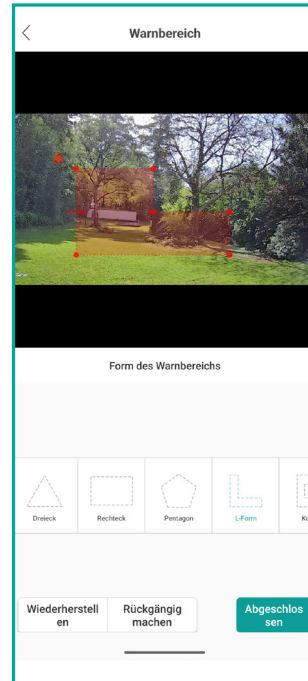 Warnbereich
Form des Warnbereichs
Dreieck
Rechteck
Pentagon
L-Form
Wiederherstell
en
Rückgängig
machen
Abgeschlos
sen